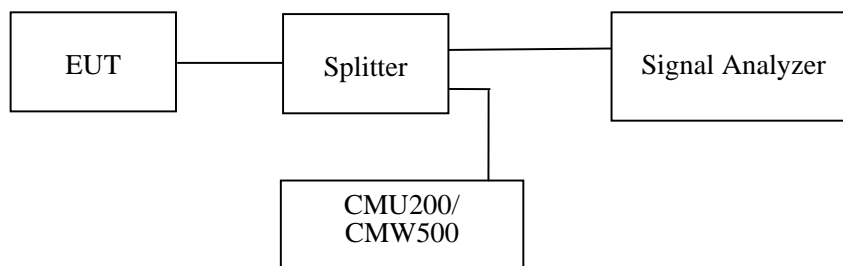 EUT
Splitter
Signal Analyzer
CMU200/
CMW500